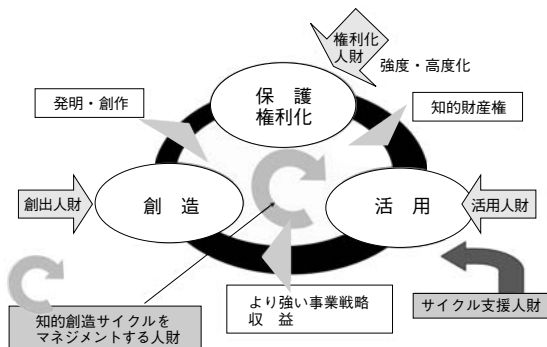 権利化
人財
強度・高度化
保　護
権利化
発明・創作
知的財産権
創出人財
創　造
活　用
活用人財
より強い事業戦略
収　益
サイクル支援人財
知的創造サイクルを
マネジメントする人財